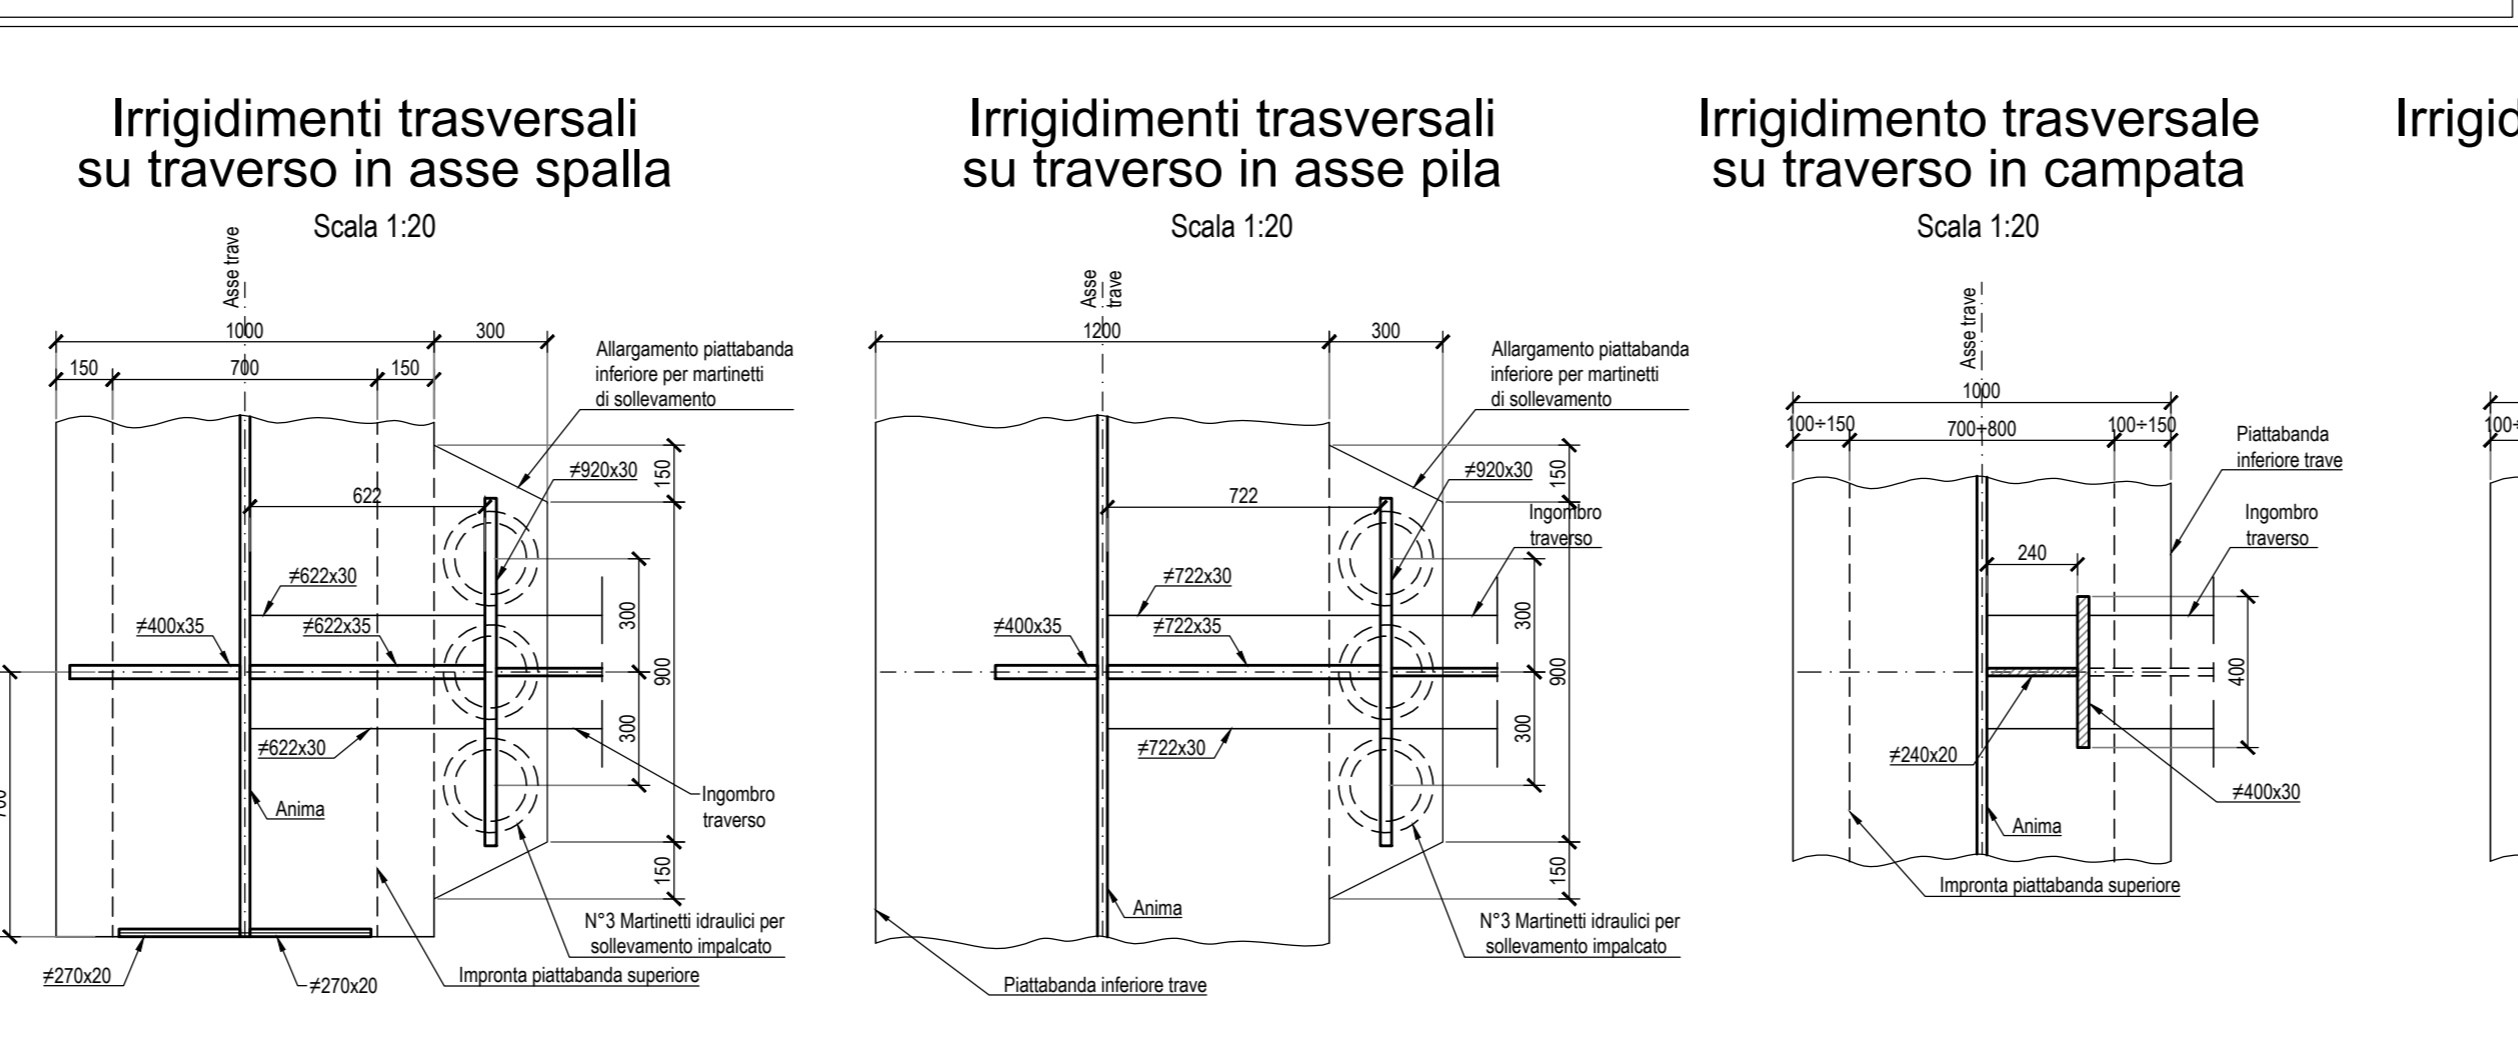 Irrigidimenti trasversali
su traverso in asse spalla
Scala 1:20
Asse trave
1000
300
150
700
150
Allargamento piattabanda
inferiore per martinetti
di sollevamento
≠920x30
150
622
≠622x30
≠400x35
≠622x35
300
900
300
≠622x30
Ingombro
traverso
Anima
150
N°3 Martinetti idraulici per
sollevamento impalcato
Impronta piattabanda superiore
≠270x20
≠270x20
Irrigidimenti trasversali
su traverso in asse pila
Scala 1:20
Asse
trave
1200
300
Allargamento piattabanda
inferiore per martinetti
di sollevamento
≠920x30
150
722
Ingombro
traverso
≠722x30
≠400x35
≠722x35
300
900
300
≠722x30
150
Anima
N°3 Martinetti idraulici per
sollevamento impalcato
Piattabanda inferiore trave
Irrigidimento trasversale
su traverso in campata
Scala 1:20
Asse trave
1000
100÷150
700÷800
100÷150
Piattabanda
inferiore trave
Ingombro
traverso
240
400
≠240x20
≠400x30
Anima
Impronta piattabanda superiore
Irrigid
100÷